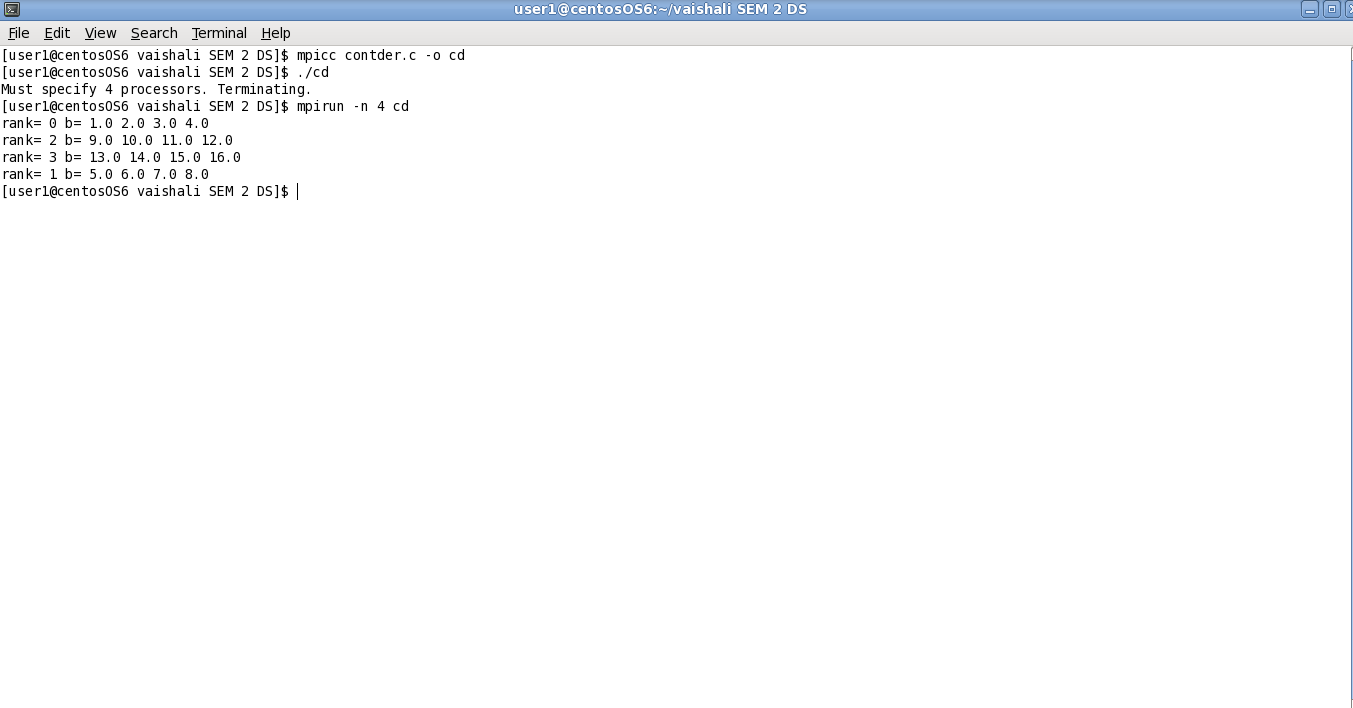 user1@centosOS6:~/vaishali SEM 2 DS
File Edit View Search Terminal Help
[user1@centosOS6 vaishali SEM 2 DS]$ mpicc contder.c -o cd
[user1@centosOS6 vaishali SEM 2 DS]$ ./cd
Must specify 4 processors. Terminating.
[user1@centosOS6 vaishali SEM 2 DS]$ mpirun -n 4 cd
rank= 0 b= 1.0 2.0 3.0 4.0
rank= 2 b= 9.0 10.0 11.0 12.0
rank= 3 b= 13.0 14.0 15.0 16.0
rank= 1 b= 5.0 6.0 7.0 8.0
[user1@centosOS6 vaishali SEM 2 DS]$